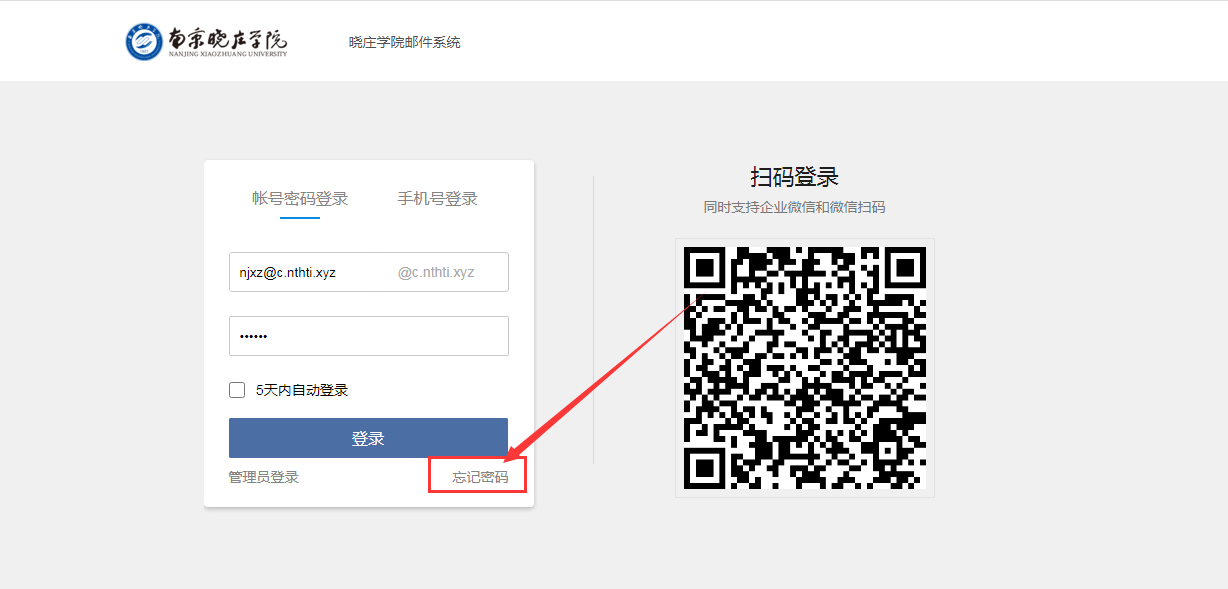 南京晓庄学院
NANJING XIAOZHUANG UNIVERSITY
晓庄学院邮件系统
帐号密码登录 手机号登录
njxz@c.nthti.xyz @c.nthti.xyz
••••••
5天内自动登录
登录
管理员登录 忘记密码
扫码登录
同时支持企业微信和微信扫码